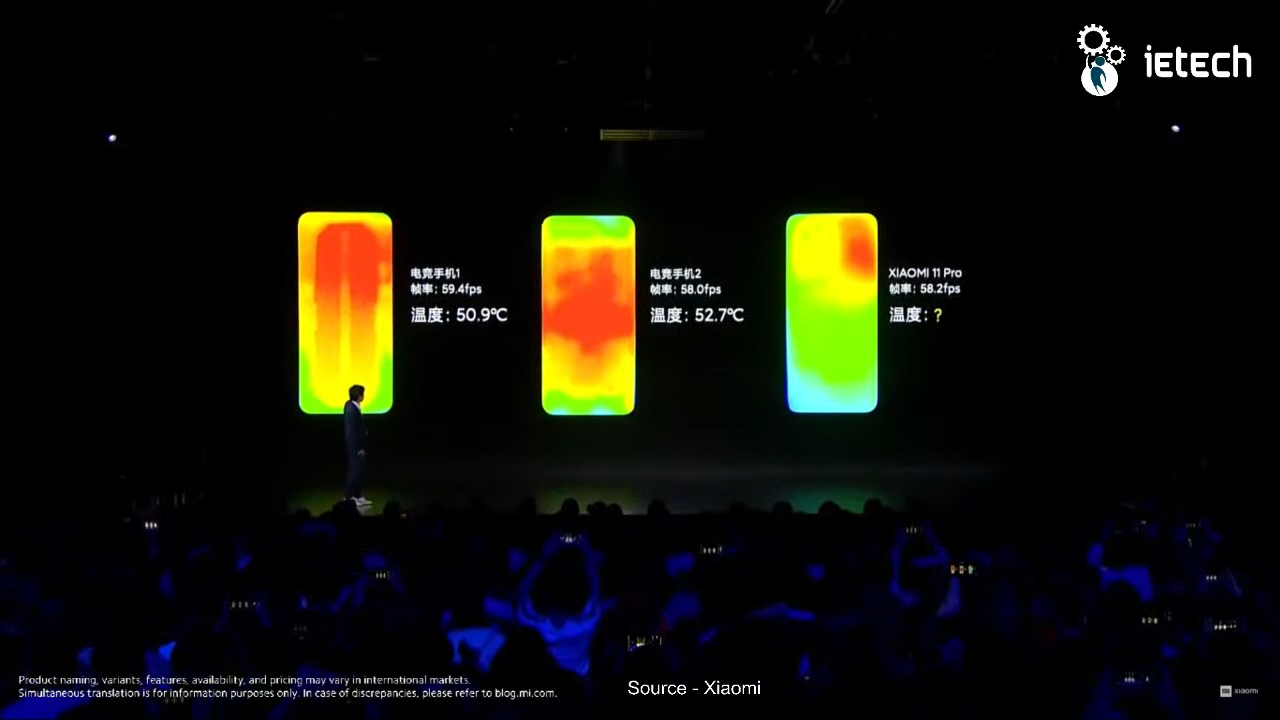 ietech
电竞手机1
帧率: 59.4fps
温度: 50.9℃
电竞手机2
帧率: 58.0fps
温度: 52.7℃
XIAOMI 11 Pro
帧率: 58.2fps
温度: ?
Product naming, variants, features, availability, and pricing may vary in international markets.
Simultaneous translation is for information purposes only. In case of discrepancies, please refer to blog.mi.com.
Source - Xiaomi
mi xiaomi